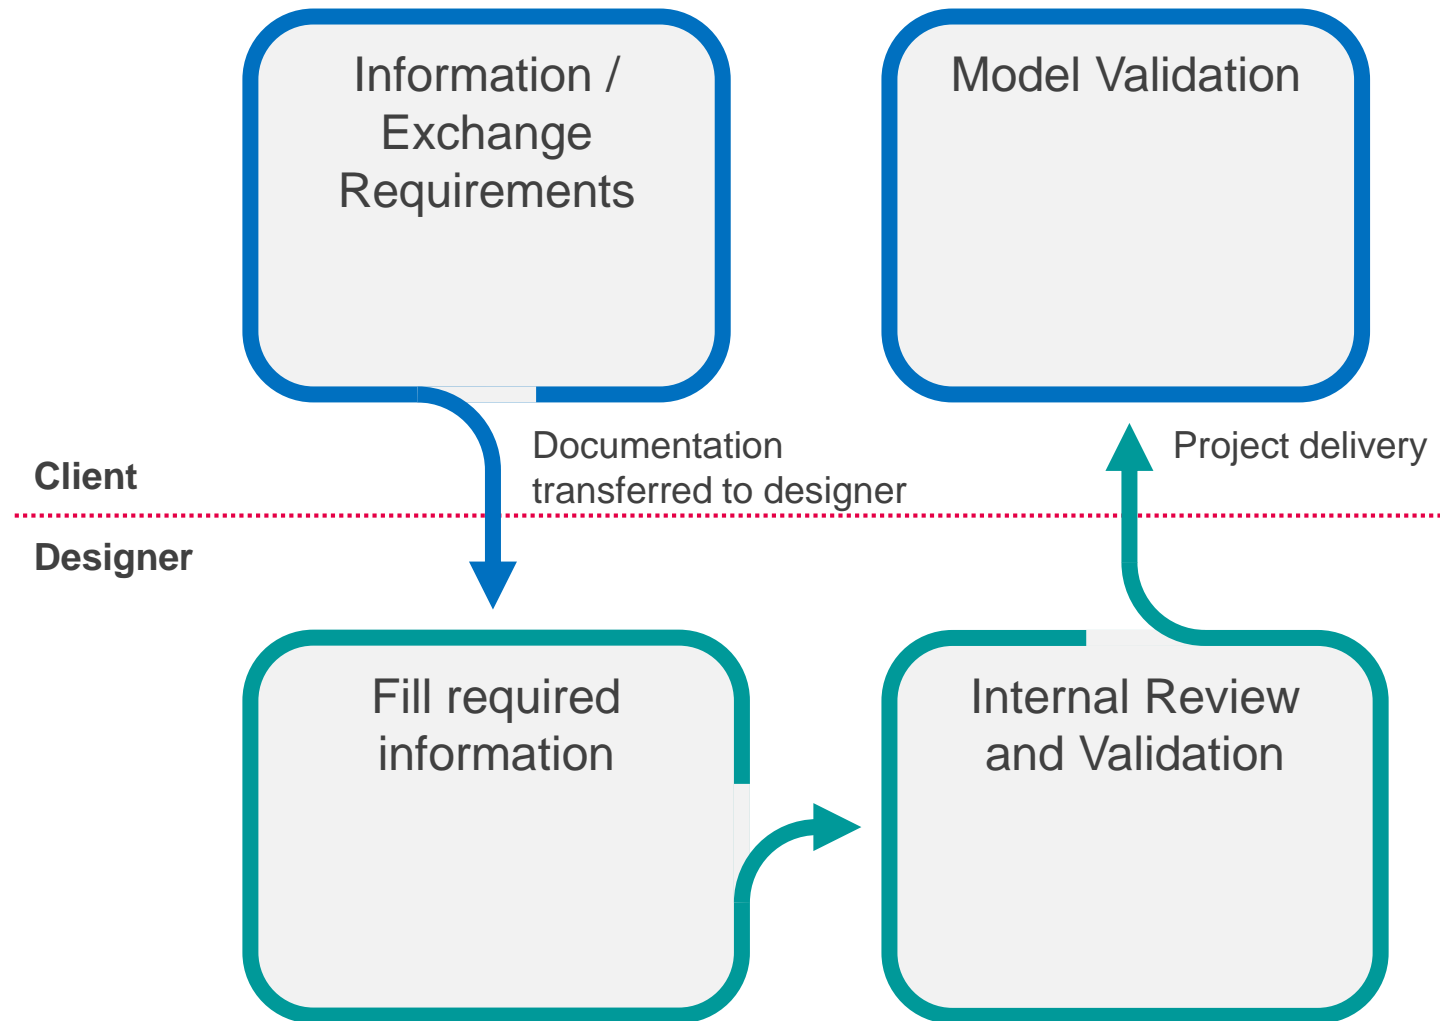 Information /
Exchange
Requirements
Model Validation
Documentation
transferred to designer
Project delivery
Client
Designer
Fill required
information
Internal Review
and Validation